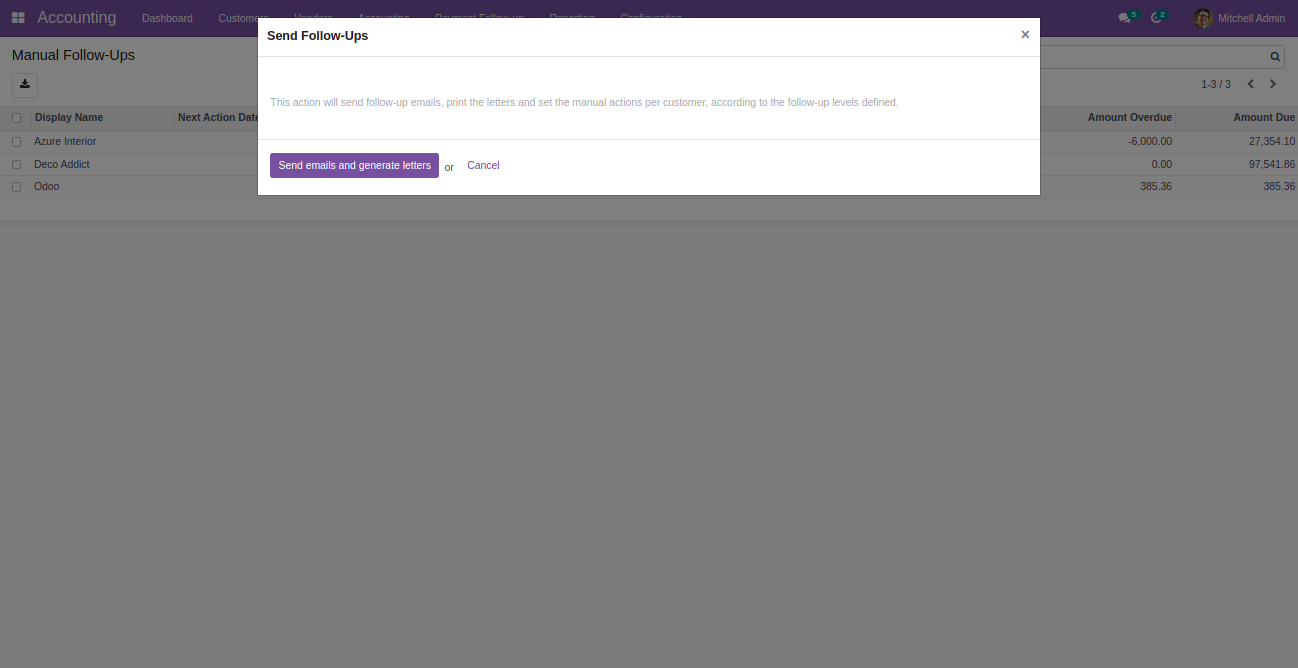 Accounting Dashboard Customers Vendors Accounting Payment Follow-up Reporting Configuration 5 2 Mitchell Admin
Send Follow-Ups ×
Manual Follow-Ups
1-3 / 3
This action will send follow-up emails, print the letters and set the manual actions per customer, according to the follow-up levels defined.
Display Name Next Action Date Amount Overdue Amount Due
Azure Interior -6,000.00 27,354.10
Send emails and generate letters or Cancel
Deco Addict 0.00 97,541.86
Odoo 385.36 385.36